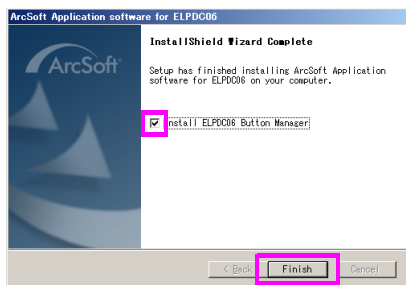 ArcSoft Application software for ELPDC06
InstallShield Wizard Complete
ArcSoft
Setup has finished installing ArcSoft Application
software for ELPDC06 on your computer.
Install ELPDC06 Button Manager
< Back
Finish
Cancel